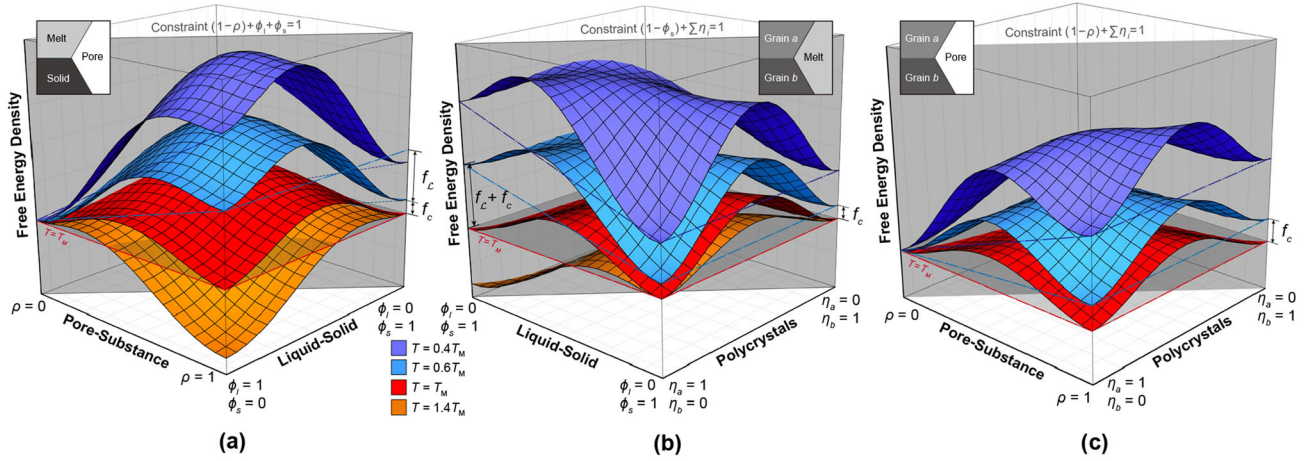 Constraint (1−ρ)+ϕl+ϕs=1
Melt
Pore
Solid
Free Energy Density
T=TM
fℒ
fc
ρ = 0
Pore-Substance
ρ = 1
Liquid-Solid
ϕl = 0
ϕs = 1
ϕl = 1
ϕs = 0
(a)
T = 0.4TM
T = 0.6TM
T = TM
T = 1.4TM
Constraint (1−ϕs)+∑ηi=1
Grain a
Melt
Grain b
Free Energy Density
fℒ + fc
T=TM
fc
ϕl = 0
ϕs = 1
Liquid-Solid
ϕl = 0
ϕs = 1
Polycrystals
ηa = 0
ηb = 1
ηa = 1
ηb = 0
(b)
Constraint (1−ρ)+∑ηi=1
Grain a
Pore
Grain b
Free Energy Density
T=TM
fc
ρ = 0
Pore-Substance
ρ = 1
Polycrystals
ηa = 0
ηb = 1
ηa = 1
ηb = 0
(c)